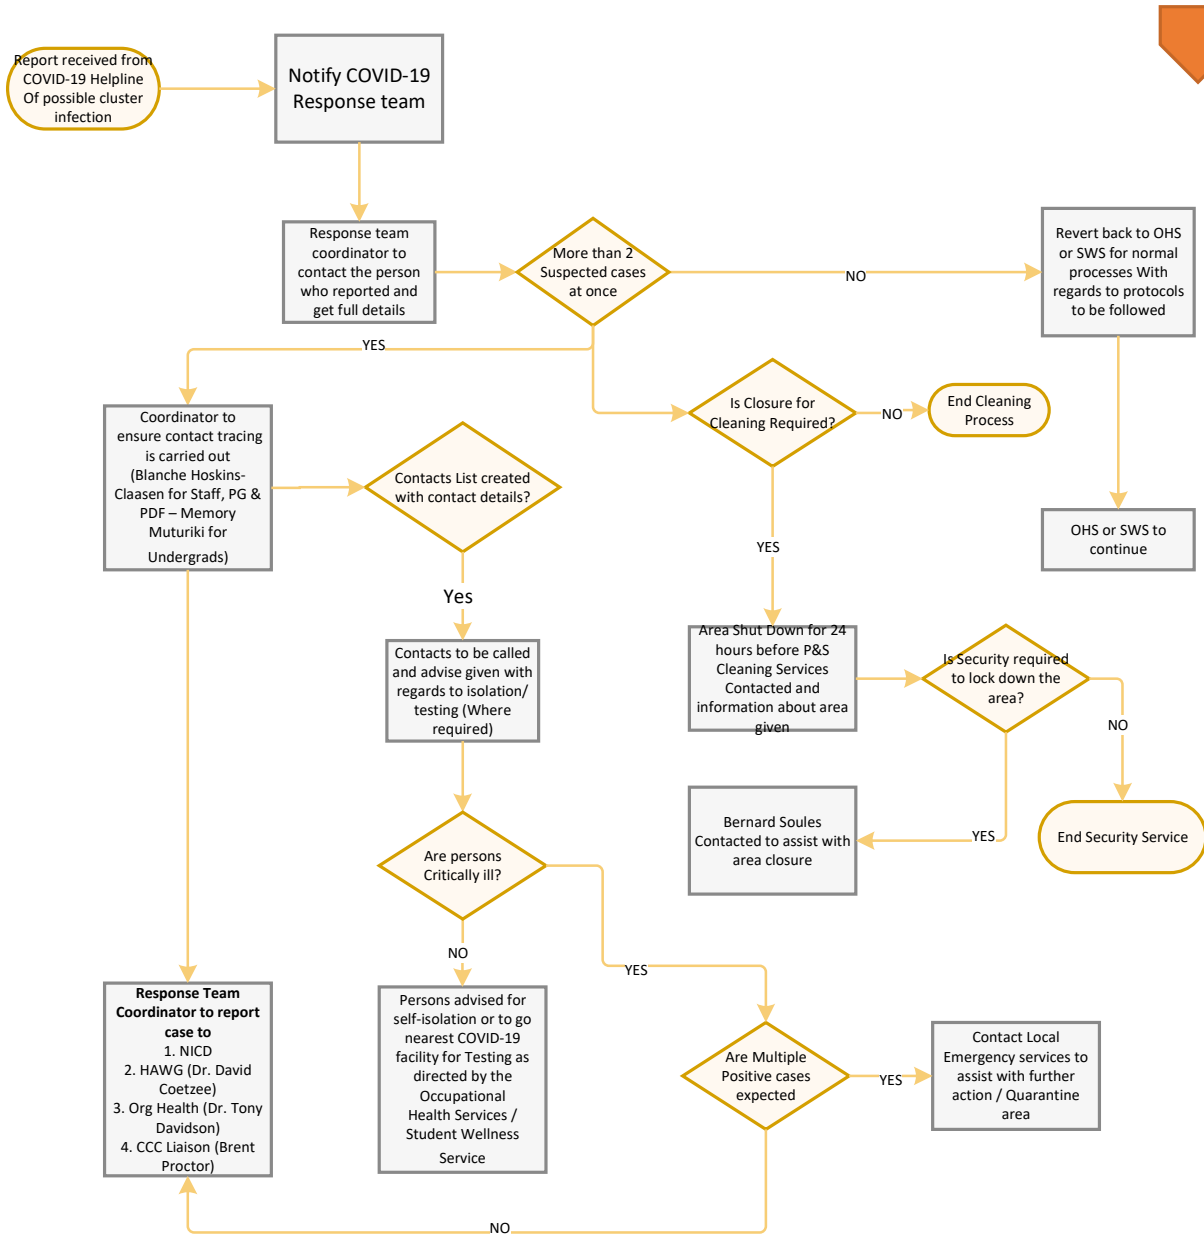 Report received from
COVID-19 Helpline
Of possible cluster
infection
Notify COVID-19
Response team
Response team
coordinator to
contact the person
who reported and
get full details
More than 2
Suspected cases
at once
NO
Revert back to OHS
or SWS for normal
processes With
regards to protocols
to be followed
YES
Coordinator to
ensure contact tracing
is carried out
(Blanche Hoskins-
Claasen for Staff, PG &
PDF – Memory
Muturiki for
Undergrads)
Contacts List created
with contact details?
Is Closure for
Cleaning Required?
NO
End Cleaning
Process
OHS or SWS to
continue
YES
Yes
Contacts to be called
and advise given with
regards to isolation/
testing (Where
required)
Area Shut Down for 24
hours before P&S
Cleaning Services
Contacted and
information about area
given
Is Security required
to lock down the
area?
NO
YES
Bernard Soules
Contacted to assist with
area closure
End Security Service
Are persons
Critically ill?
NO
YES
Response Team
Coordinator to report
case to
1. NICD
2. HAWG (Dr. David
Coetzee)
3. Org Health (Dr. Tony
Davidson)
4. CCC Liaison (Brent
Proctor)
Persons advised for
self-isolation or to go
nearest COVID-19
facility for Testing as
directed by the
Occupational
Health Services /
Student Wellness
Service
Are Multiple
Positive cases
expected
YES
Contact Local
Emergency services to
assist with further
action / Quarantine
area
NO